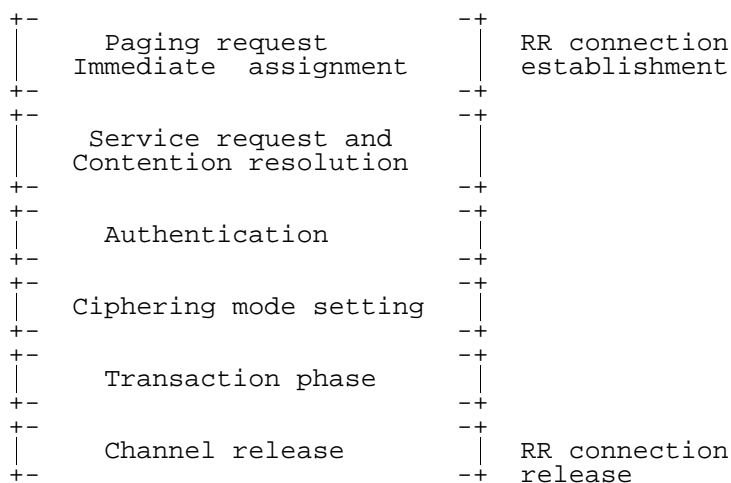 +- -+
| Paging request | RR connection
| Immediate assignment | establishment
+- -+
+- -+
| Service request and |
| Contention resolution |
+- -+
+- -+
| Authentication |
+- -+
+- -+
| Ciphering mode setting |
+- -+
+- -+
| Transaction phase |
+- -+
+- -+
| Channel release | RR connection
+- -+ release